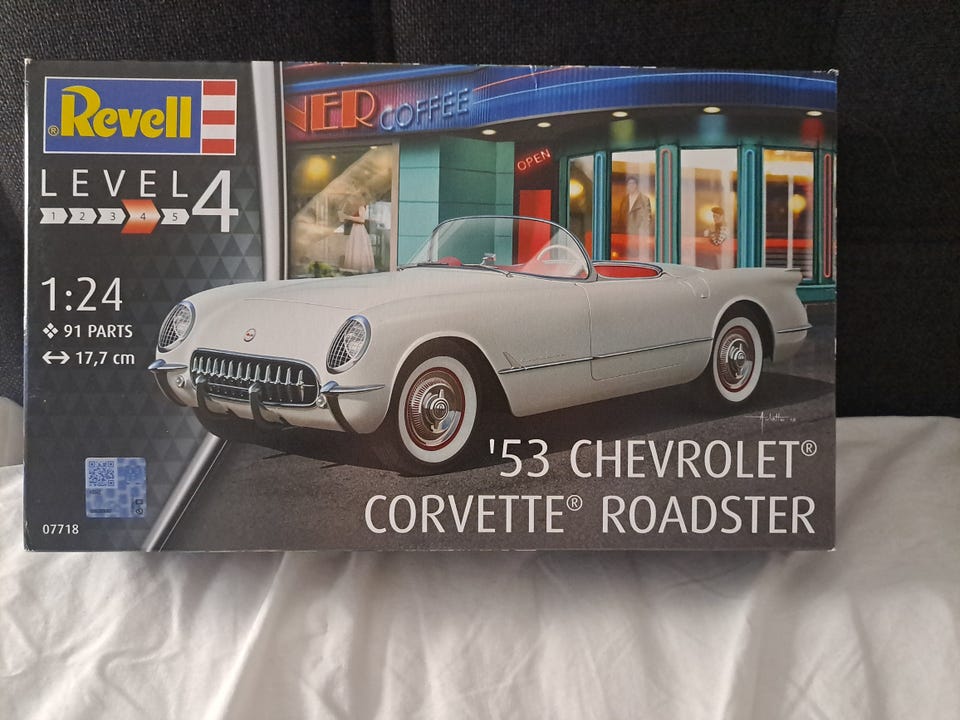 NER COFFEE
®Revell
OPEN
LEVEL 4
1 2 3 4 5
1:24
91 PARTS
17,7 cm
'53 CHEVROLET®
CORVETTE® ROADSTER
07718